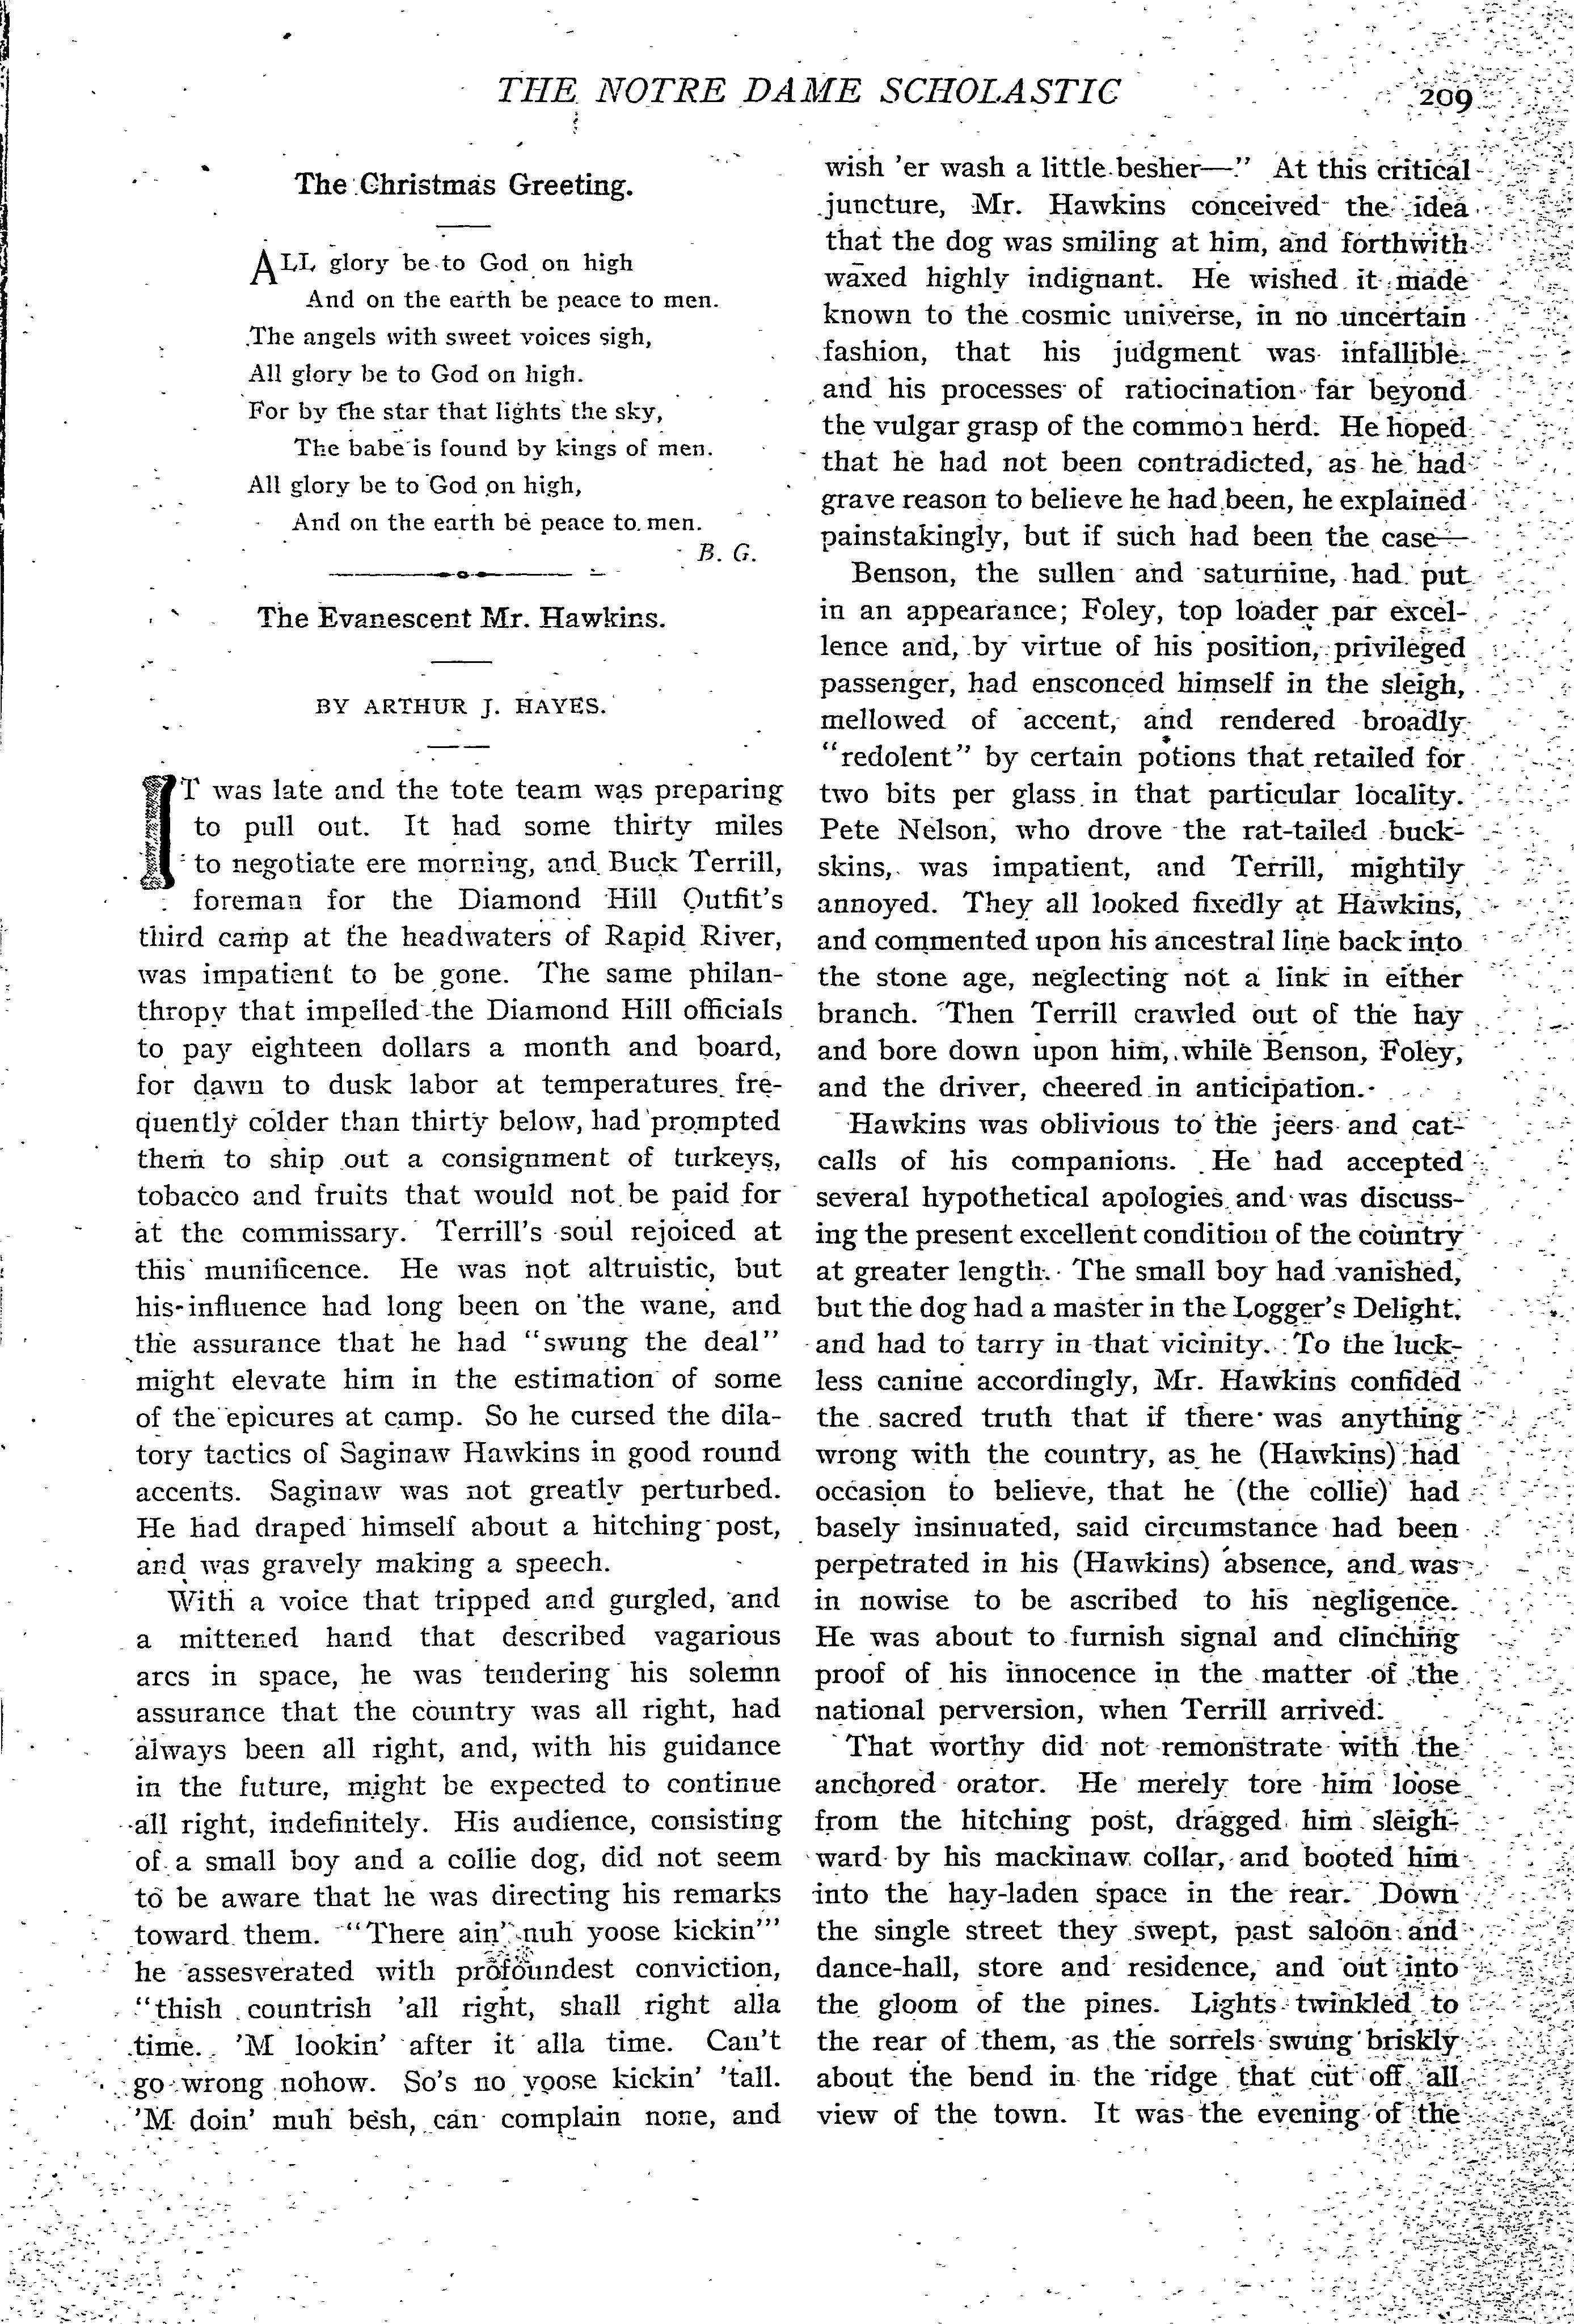 THE NOTRE DAME SCHOLASTIC 209
The Christmas Greeting.
ALL glory be to God on high
And on the earth be peace to men.
The angels with sweet voices sigh,
All glory be to God on high.
For by the star that lights the sky,
The babe is found by kings of men.
All glory be to God on high,
And on the earth be peace to men.
B. G.
The Evanescent Mr. Hawkins.
BY ARTHUR J. HAYES.
IT was late and the tote team was preparing
to pull out. It had some thirty miles
to negotiate ere morning, and Buck Terrill,
foreman for the Diamond Hill Outfit's
third camp at the headwaters of Rapid River,
was impatient to be gone. The same philan-
thropy that impelled the Diamond Hill officials
to pay eighteen dollars a month and board,
for dawn to dusk labor at temperatures fre-
quently colder than thirty below, had prompted
them to ship out a consignment of turkeys,
tobacco and fruits that would not be paid for
at the commissary. Terrill's soul rejoiced at
this munificence. He was not altruistic, but
his influence had long been on the wane, and
the assurance that he had "swung the deal"
might elevate him in the estimation of some
of the epicures at camp. So he cursed the dila-
tory tactics of Saginaw Hawkins in good round
accents. Saginaw was not greatly perturbed.
He had draped himself about a hitching post,
and was gravely making a speech.
With a voice that tripped and gurgled, and
a mittened hand that described vagarious
arcs in space, he was tendering his solemn
assurance that the country was all right, had
always been all right, and, with his guidance
in the future, might be expected to continue
all right, indefinitely. His audience, consisting
of a small boy and a collie dog, did not seem
to be aware that he was directing his remarks
toward them. "There ain' nuh yoose kickin'"
he assesverated with profoundest conviction,
"thish countrish 'all right, shall right alla
time. 'M lookin' after it alla time. Can't
go wrong nohow. So's no yoose kickin' 'tall.
'M doin' muh besh, can complain none, and
wish 'er wash a little besher—." At this critical
juncture, Mr. Hawkins conceived the idea
that the dog was smiling at him, and forthwith
waxed highly indignant. He wished it made
known to the cosmic universe, in no uncertain
fashion, that his judgment was infallible
and his processes of ratiocination far beyond
the vulgar grasp of the common herd. He hoped
that he had not been contradicted, as he had
grave reason to believe he had been, he explained
painstakingly, but if such had been the case—
Benson, the sullen and saturnine, had put
in an appearance; Foley, top loader par excel-
lence and, by virtue of his position, privileged
passenger, had ensconced himself in the sleigh,
mellowed of accent, and rendered broadly
"redolent" by certain potions that retailed for
two bits per glass in that particular locality.
Pete Nelson, who drove the rat-tailed buck-
skins, was impatient, and Terrill, mightily
annoyed. They all looked fixedly at Hawkins,
and commented upon his ancestral line back into
the stone age, neglecting not a link in either
branch. Then Terrill crawled out of the hay
and bore down upon him, while Benson, Foley,
and the driver, cheered in anticipation.
Hawkins was oblivious to the jeers and cat-
calls of his companions. He had accepted
several hypothetical apologies and was discuss-
ing the present excellent condition of the country
at greater length. The small boy had vanished,
but the dog had a master in the Logger's Delight,
and had to tarry in that vicinity. To the luck-
less canine accordingly, Mr. Hawkins confided
the sacred truth that if there was anything
wrong with the country, as he (Hawkins) had
occasion to believe, that he (the collie) had
basely insinuated, said circumstance had been
perpetrated in his (Hawkins) absence, and was
in nowise to be ascribed to his negligence.
He was about to furnish signal and clinching
proof of his innocence in the matter of the
national perversion, when Terrill arrived.
That worthy did not remonstrate with the
anchored orator. He merely tore him loose
from the hitching post, dragged him sleigh-
ward by his mackinaw collar, and booted him
into the hay-laden space in the rear. Down
the single street they swept, past saloon and
dance-hall, store and residence, and out into
the gloom of the pines. Lights twinkled to
the rear of them, as the sorrels swung briskly
about the bend in the ridge that cut off all
view of the town. It was the evening of the